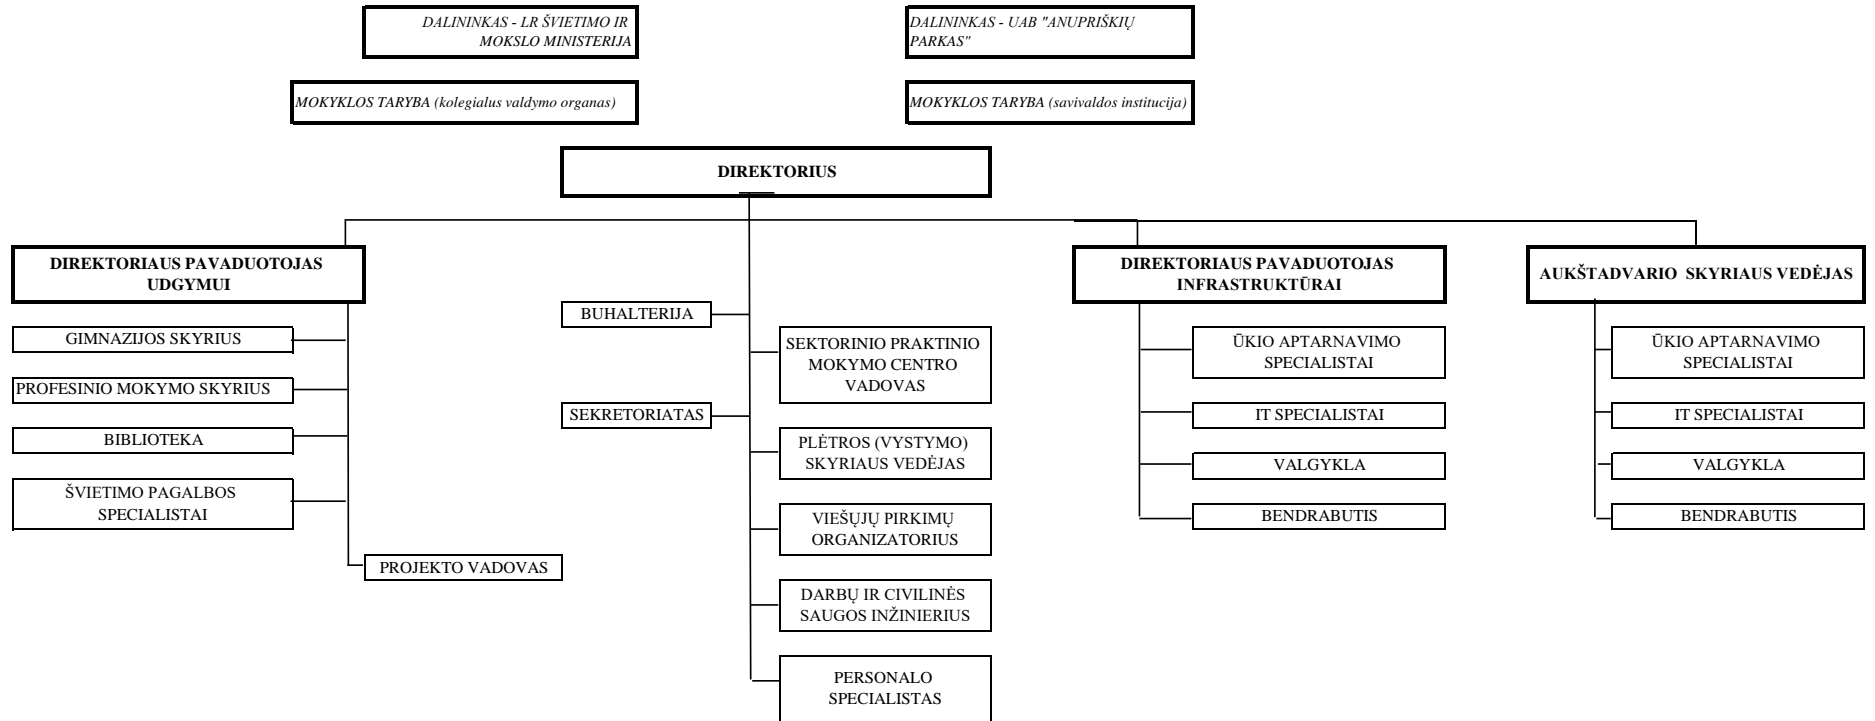 DALININKAS - LR ŠVIETIMO IR
MOKSLO MINISTERIJA
DALININKAS - UAB "ANUPRIŠKIŲ
PARKAS"
MOKYKLOS TARYBA (kolegialus valdymo organas)
MOKYKLOS TARYBA (savivaldos institucija)
DIREKTORIUS
DIREKTORIAUS PAVADUOTOJAS
UDGYMUI
GIMNAZIJOS SKYRIUS
PROFESINIO MOKYMO SKYRIUS
BIBLIOTEKA
ŠVIETIMO PAGALBOS
SPECIALISTAI
PROJEKTO VADOVAS
BUHALTERIJA
SEKRETORIATAS
SEKTORINIO PRAKTINIO
MOKYMO CENTRO
VADOVAS
PLĖTROS (VYSTYMO)
SKYRIAUS VEDĖJAS
VIEŠŲJŲ PIRKIMŲ
ORGANIZATORIUS
DARBŲ IR CIVILINĖS
SAUGOS INŽINIERIUS
PERSONALO
SPECIALISTAS
DIREKTORIAUS PAVADUOTOJAS
INFRASTRUKTŪRAI
ŪKIO APTARNAVIMO
SPECIALISTAI
IT SPECIALISTAI
VALGYKLA
BENDRABUTIS
AUKŠTADVARIO SKYRIAUS VEDĖJAS
ŪKIO APTARNAVIMO
SPECIALISTAI
IT SPECIALISTAI
VALGYKLA
BENDRABUTIS